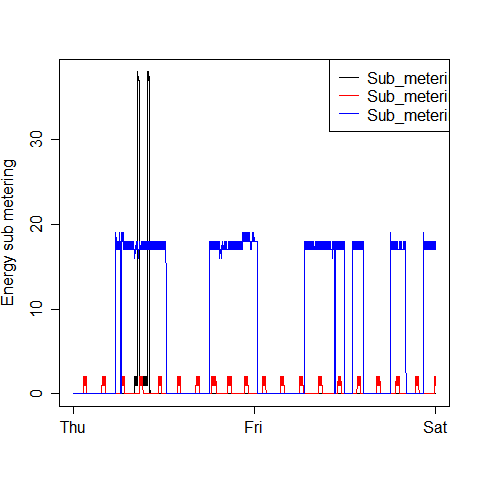 Sub_meteri
Sub_meteri
Sub_meteri
Energy sub metering
30
20
10
0
Thu Fri Sat